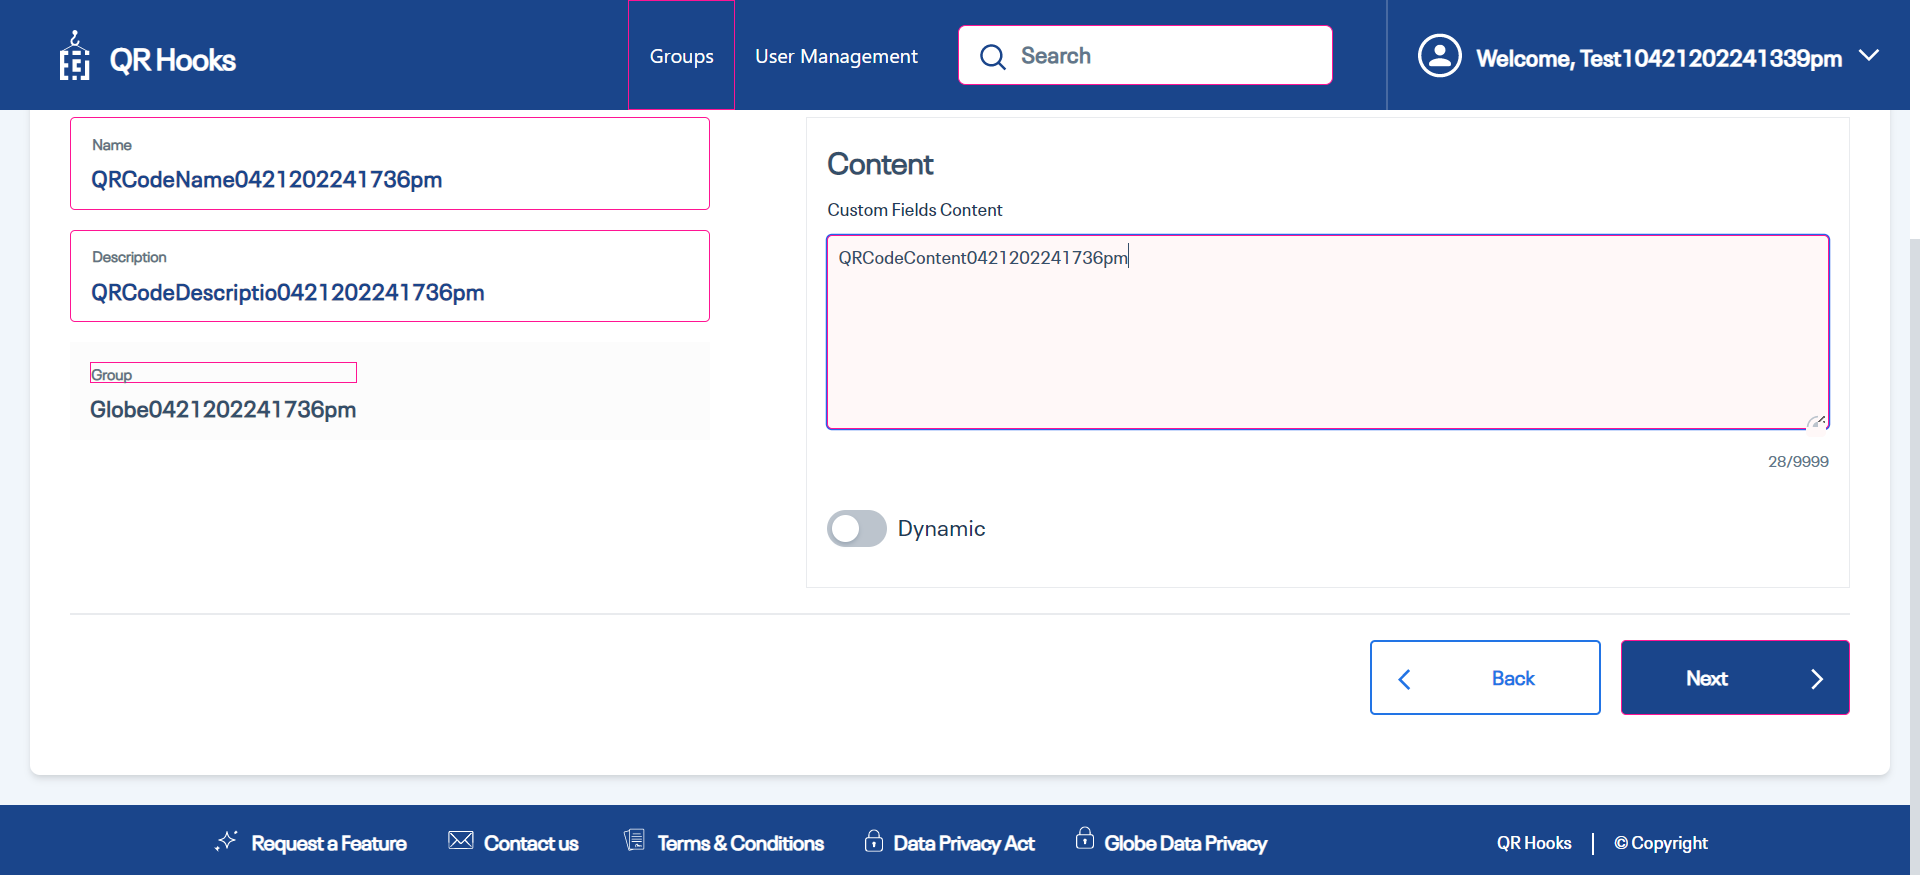 QR Hooks
Groups
User Management
Search
Welcome, Test10421202241339pm
Name
QRCodeName0421202241736pm
Description
QRCodeDescriptio0421202241736pm
Group
Globe0421202241736pm
Content
Custom Fields Content
QRCodeContent0421202241736pm
28/9999
Dynamic
Back
Next
Request a Feature
Contact us
Terms & Conditions
Data Privacy Act
Globe Data Privacy
QR Hooks
© Copyright